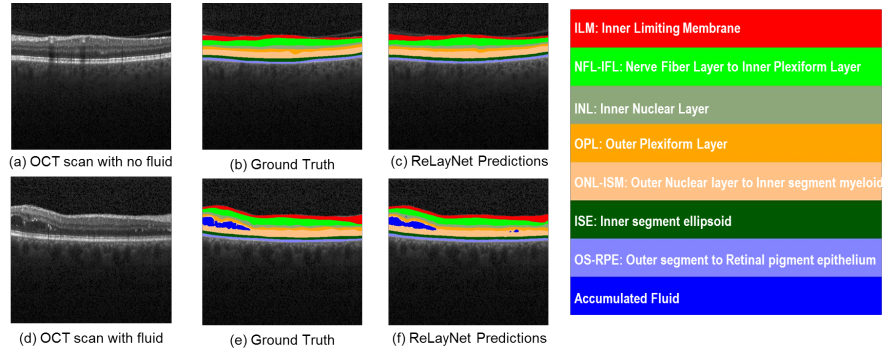 (a) OCT scan with no fluid
(b) Ground Truth
(c) ReLayNet Predictions
(d) OCT scan with fluid
(e) Ground Truth
(f) ReLayNet Predictions
ILM: Inner Limiting Membrane
NFL-IFL: Nerve Fiber Layer to Inner Plexiform Layer
INL: Inner Nuclear Layer
OPL: Outer Plexiform Layer
ONL-ISM: Outer Nuclear layer to Inner segment myeloid
ISE: Inner segment ellipsoid
OS-RPE: Outer segment to Retinal pigment epithelium
Accumulated Fluid